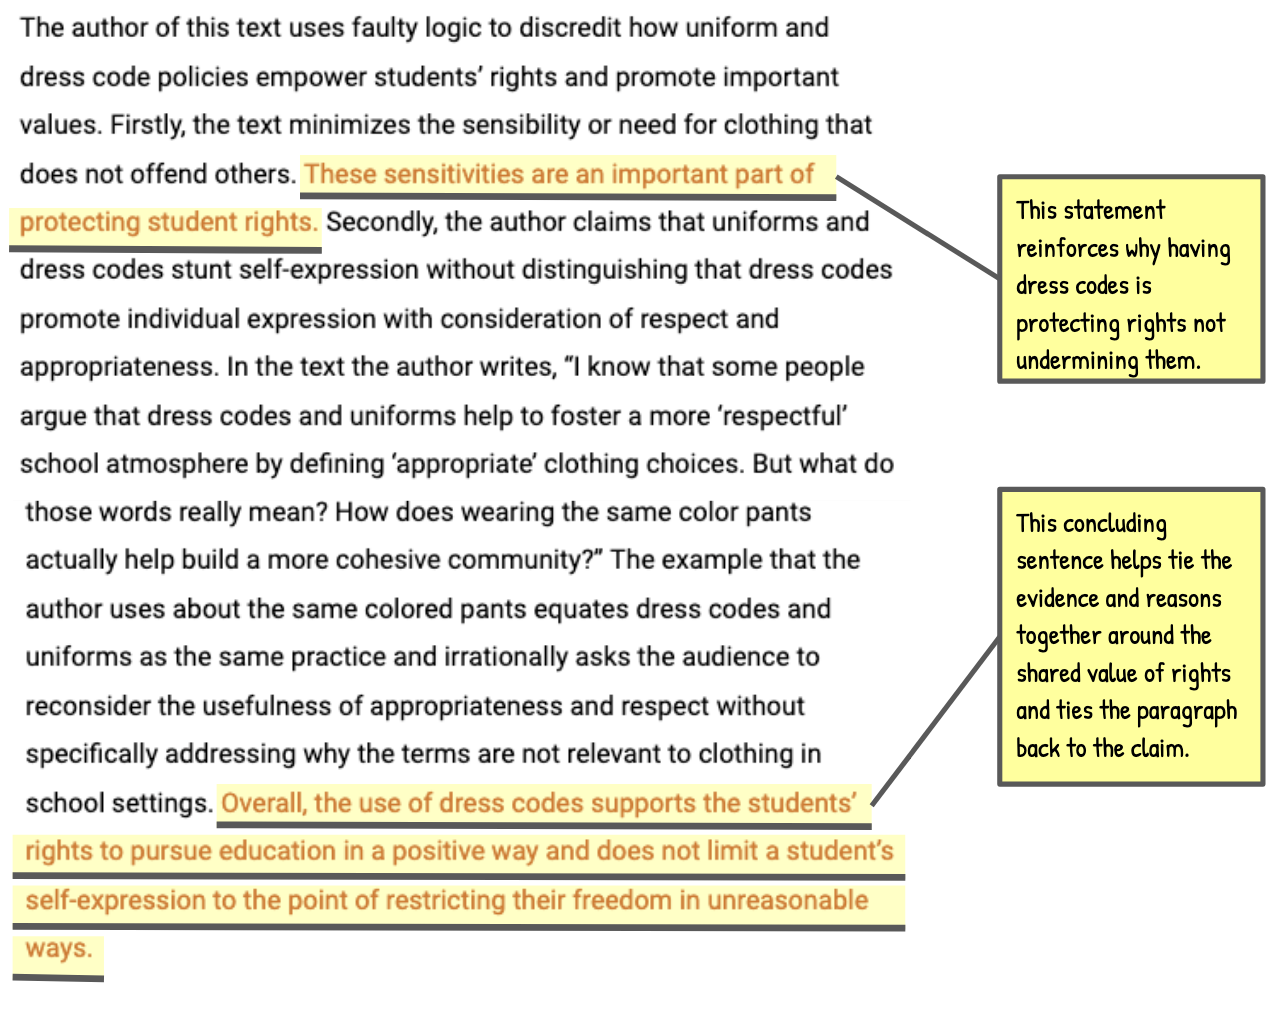 The author of this text uses faulty logic to discredit how uniform and
dress code policies empower students’ rights and promote important
values. Firstly, the text minimizes the sensibility or need for clothing that
does not offend others. These sensitivities are an important part of
protecting student rights. Secondly, the author claims that uniforms and
dress codes stunt self-expression without distinguishing that dress codes
promote individual expression with consideration of respect and
appropriateness. In the text the author writes, “I know that some people
argue that dress codes and uniforms help to foster a more ‘respectful’
school atmosphere by defining ‘appropriate’ clothing choices. But what do
those words really mean? How does wearing the same color pants
actually help build a more cohesive community?” The example that the
author uses about the same colored pants equates dress codes and
uniforms as the same practice and irrationally asks the audience to
reconsider the usefulness of appropriateness and respect without
specifically addressing why the terms are not relevant to clothing in
school settings. Overall, the use of dress codes supports the students’
rights to pursue education in a positive way and does not limit a student’s
self-expression to the point of restricting their freedom in unreasonable
ways.
This statement
reinforces why having
dress codes is
protecting rights not
undermining them.
This concluding
sentence helps tie the
evidence and reasons
together around the
shared value of rights
and ties the paragraph
back to the claim.